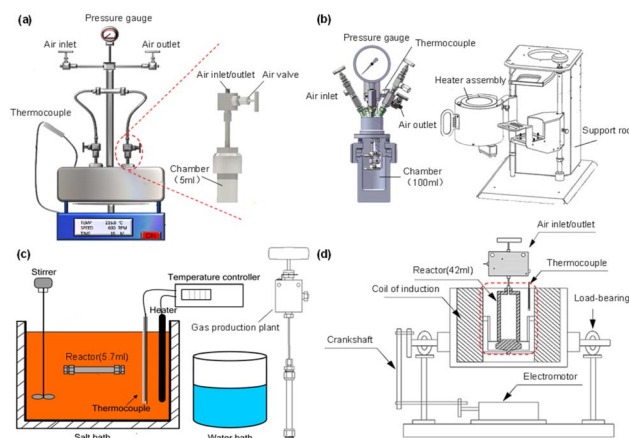 (a)
Pressure gauge
Air inlet
Air outlet
Thermocouple
Air inlet/outlet
Air valve
Chamber
(5ml)
(b)
Pressure gauge
Thermocouple
Air inlet
Air outlet
Chamber
(100ml)
Heater assembly
Support rod
(c)
Stirrer
Temperature controller
Heater
Gas production plant
Reactor(5.7ml)
Thermocouple
Salt bath
Water bath
(d)
Air inlet/outlet
Reactor(42ml)
Thermocouple
Coil of induction
Load-bearing
Crankshaft
Electromotor